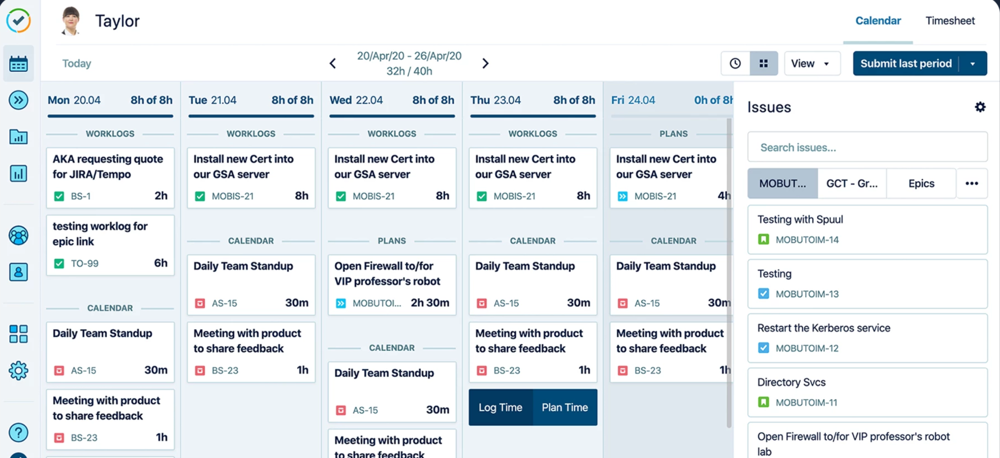 Taylor
Calendar
Timesheet
Today
20/Apr/20 - 26/Apr/20
32h / 40h
View
Submit last period
Mon 20.04 8h of 8h
WORKLOGS
AKA requesting quote
for JIRA/Tempo
BS-1 2h
testing worklog for
epic link
TO-99 6h
CALENDAR
Daily Team Standup
AS-15 30m
Meeting with product
to share feedback
BS-23 1h
Tue 21.04 8h of 8h
WORKLOGS
Install new Cert into
our GSA server
MOBIS-21 8h
CALENDAR
Daily Team Standup
AS-15 30m
Meeting with product
to share feedback
BS-23 1h
Wed 22.04 8h of 8h
WORKLOGS
Install new Cert into
our GSA server
MOBIS-21 8h
PLANS
Open Firewall to/for
VIP professor's robot
MOBUTOI... 2h 30m
CALENDAR
Daily Team Standup
AS-15 30m
Meeting with product
to share feedback
Thu 23.04 8h of 8h
WORKLOGS
Install new Cert into
our GSA server
MOBIS-21 8h
CALENDAR
Daily Team Standup
AS-15 30m
Meeting with product
to share feedback
BS-23 1h
Log Time Plan Time
Fri 24.04 0h of 8h
PLANS
Install new Cert into
our GSA server
MOBIS-21 4h
CALENDAR
Daily Team Standup
AS-15 30m
Meeting with product
to share feedback
BS-23 1h
Issues
Search issues...
MOBUT... GCT - Gr... Epics •••
Testing with Spuul
MOBUTOIM-14
Testing
MOBUTOIM-13
Restart the Kerberos service
MOBUTOIM-12
Directory Svcs
MOBUTOIM-11
Open Firewall to/for VIP professor's robot
lab